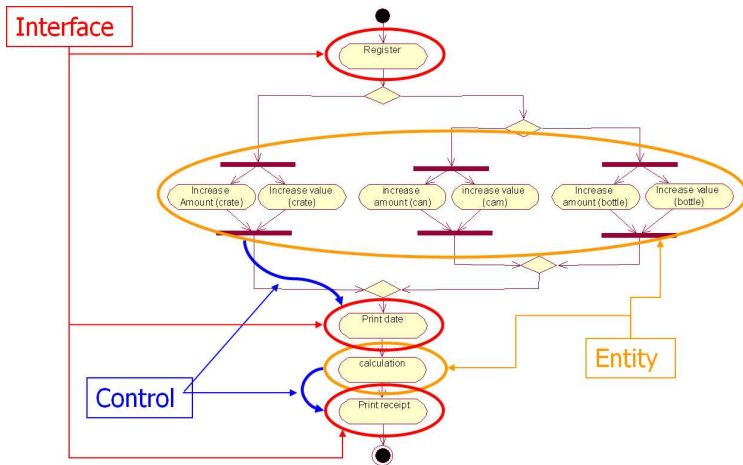 Interface
Register
Increase
Amount (crate)
Increase value
(crate)
increase
amount (can)
increase value
(cam)
Increase
amount (bottle)
Increase value
(bottle)
Print date
calculation
Entity
Control
Print receipt